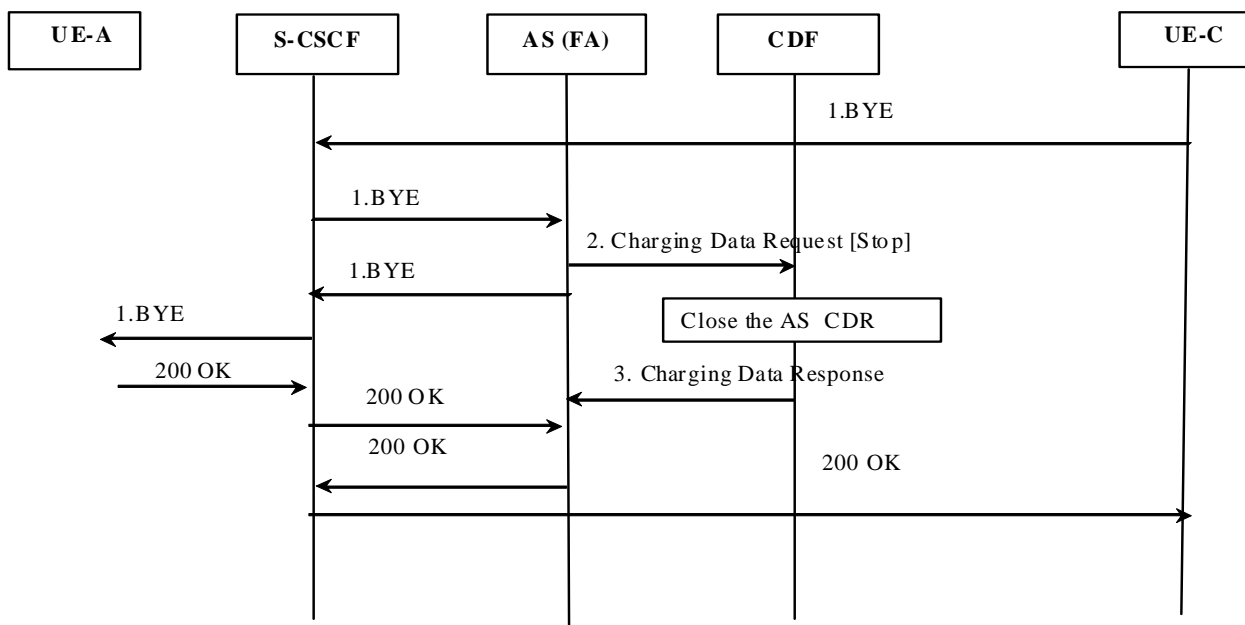 UE-A
S-CSCF
AS (FA)
CDF
UE-C
1.BYE
1.BYE
2. Charging Data Request [Stop]
1.BYE
1.BYE
Close the AS CDR
200 OK
3. Charging Data Response
200 OK
200 OK
200 OK